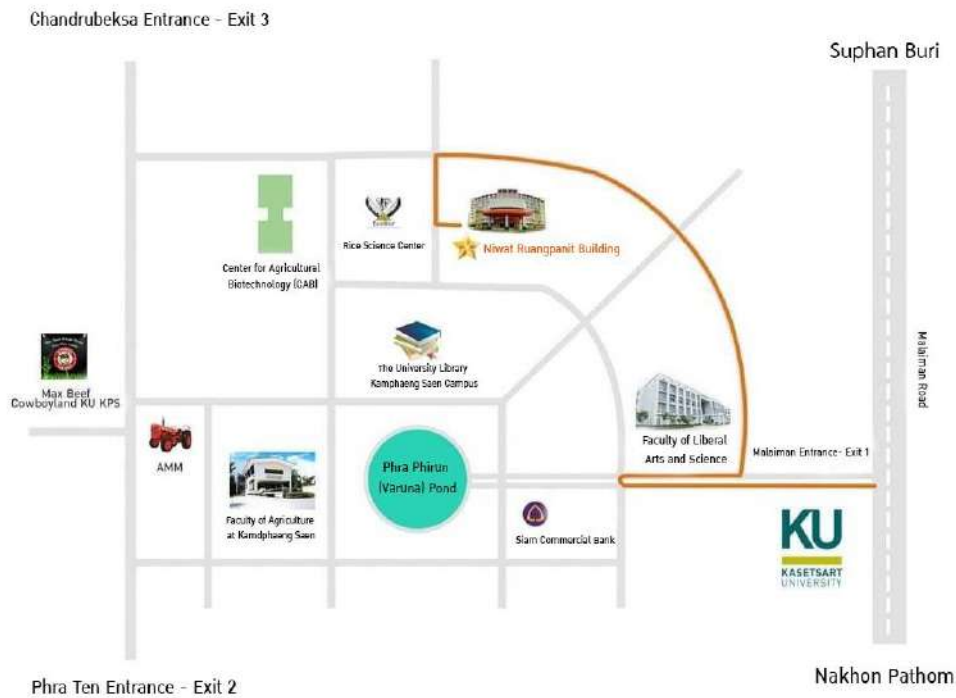 Chandrubeksa Entrance - Exit 3
Suphan Buri
Rice Science Center
Niwat Ruangpanit Building
Center for Agricultural
Biotechnology (CAB)
Malaiman Road
The University Library
Kamphaeng Saen Campus
Max Beef
Cowboyland KU KPS
Faculty of Liberal
Arts and Science
Malaiman Entrance- Exit 1
AMM
Phra Phirun
(Varuna) Pond
Faculty of Agriculture
at Kamdphaeng Saen
Siam Commercial Bank
KU
KASETSART
UNIVERSITY
Phra Ten Entrance - Exit 2
Nakhon Pathom